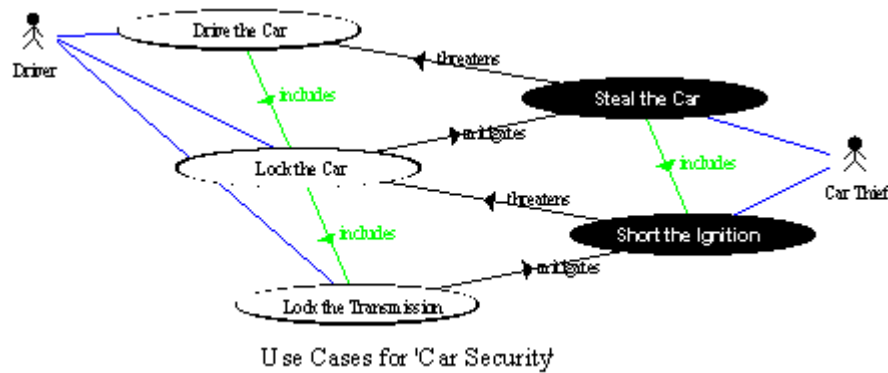 Drive the Car
threatens
Driver
includes
Steal the Car
mitigates
Lock the Car
includes
Car Thief
threatens
includes
Short the Ignition
mitigates
Lock the Transmission
Use Cases for 'Car Security'